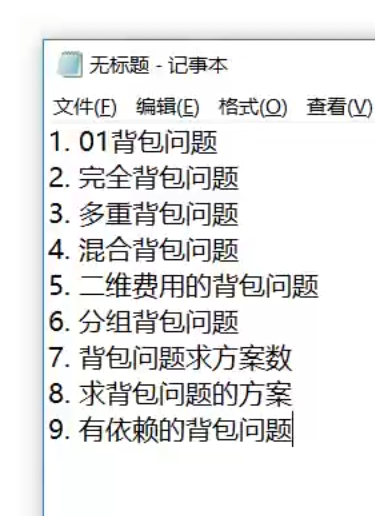 无标题 - 记事本
文件(F) 编辑(E) 格式(O) 查看(V)
1. 01背包问题
2. 完全背包问题
3. 多重背包问题
4. 混合背包问题
5. 二维费用的背包问题
6. 分组背包问题
7. 背包问题求方案数
8. 求背包问题的方案
9. 有依赖的背包问题